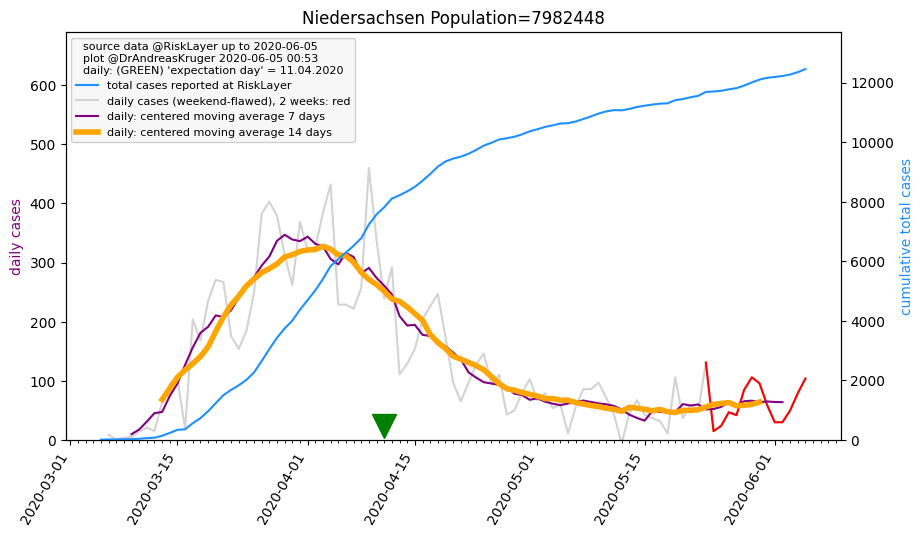 Niedersachsen Population=7982448
source data @RiskLayer up to 2020-06-05
plot @DrAndreasKruger 2020-06-05 00:53
daily: (GREEN) 'expectation day' = 11.04.2020
total cases reported at RiskLayer
daily cases (weekend-flawed), 2 weeks: red
daily: centered moving average 7 days
daily: centered moving average 14 days
daily cases
600
500
400
300
200
100
0
12000
10000
8000
6000
4000
2000
0
cumulative total cases
2020-03-01
2020-03-15
2020-04-01
2020-04-15
2020-05-01
2020-05-15
2020-06-01